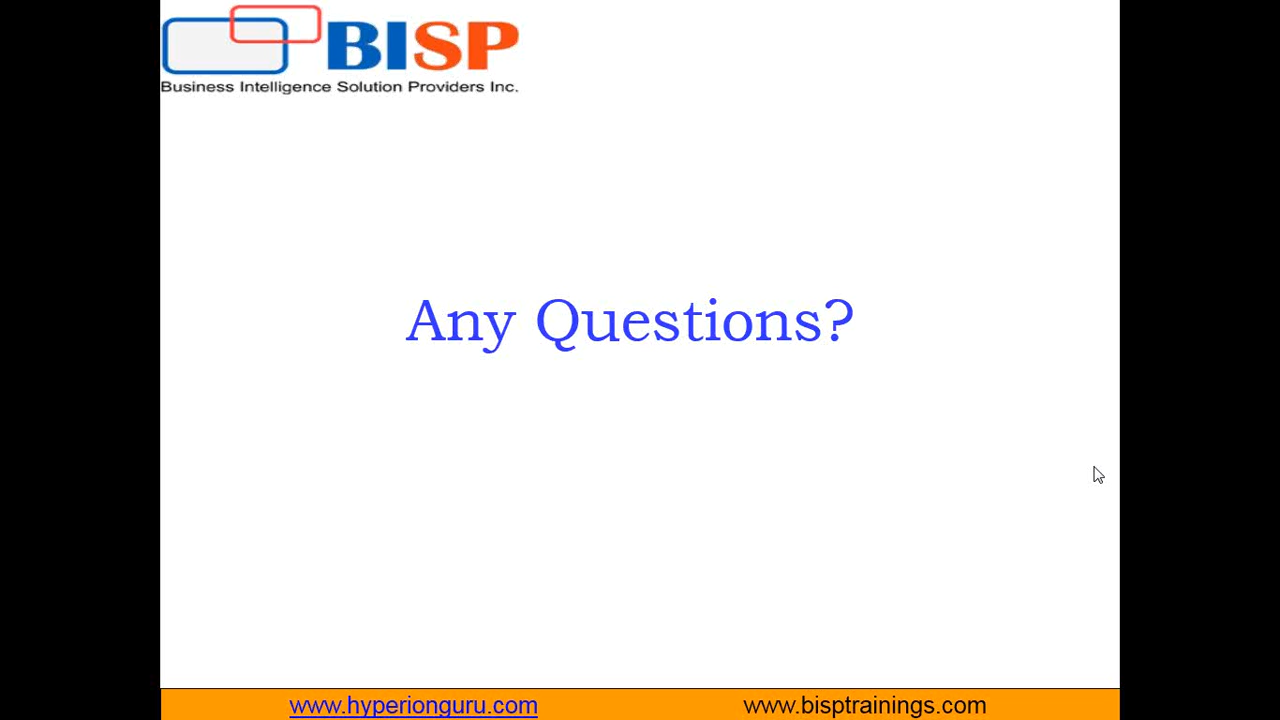 BISP
Business Intelligence Solution Providers Inc.
Any Questions?
www.hyperionguru.com www.bisptrainings.com